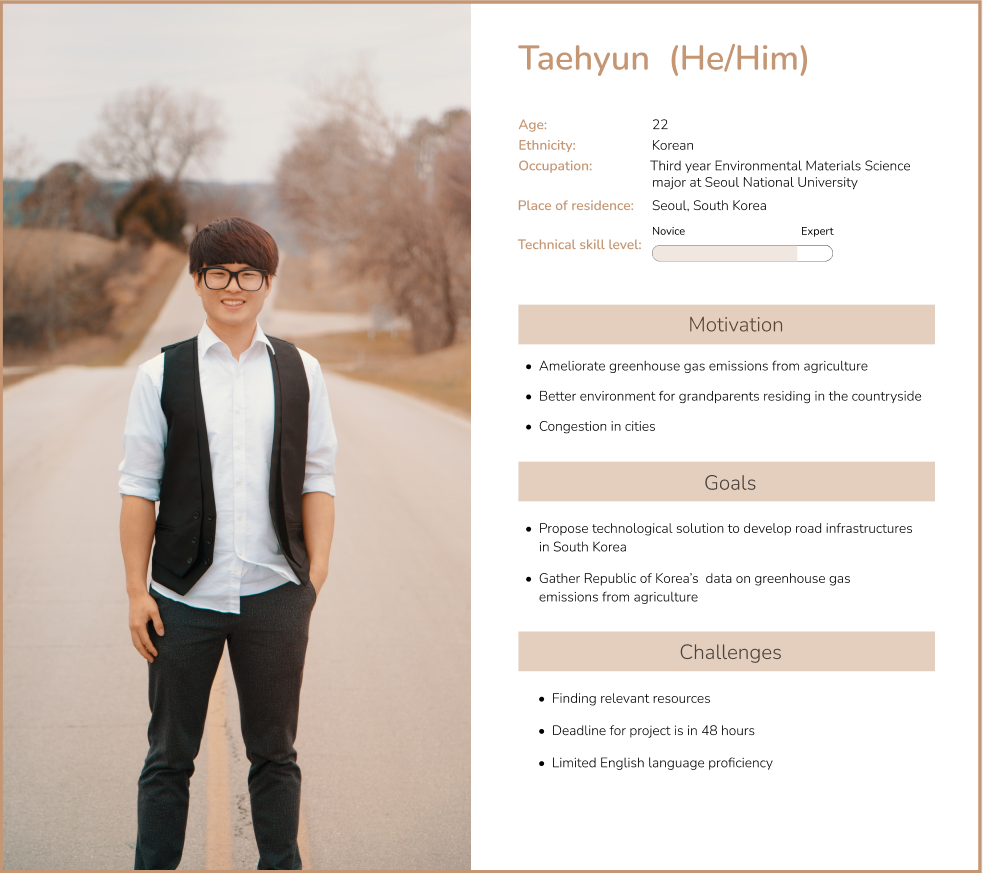 Taehyun (He/Him)
Age: 22
Ethnicity: Korean
Occupation: Third year Environmental Materials Science
major at Seoul National University
Place of residence: Seoul, South Korea
Novice Expert
Technical skill level:
Motivation
• Ameliorate greenhouse gas emissions from agriculture
• Better environment for grandparents residing in the countryside
• Congestion in cities
Goals
• Propose technological solution to develop road infrastructures
in South Korea
• Gather Republic of Korea’s data on greenhouse gas
emissions from agriculture
Challenges
• Finding relevant resources
• Deadline for project is in 48 hours
• Limited English language proficiency